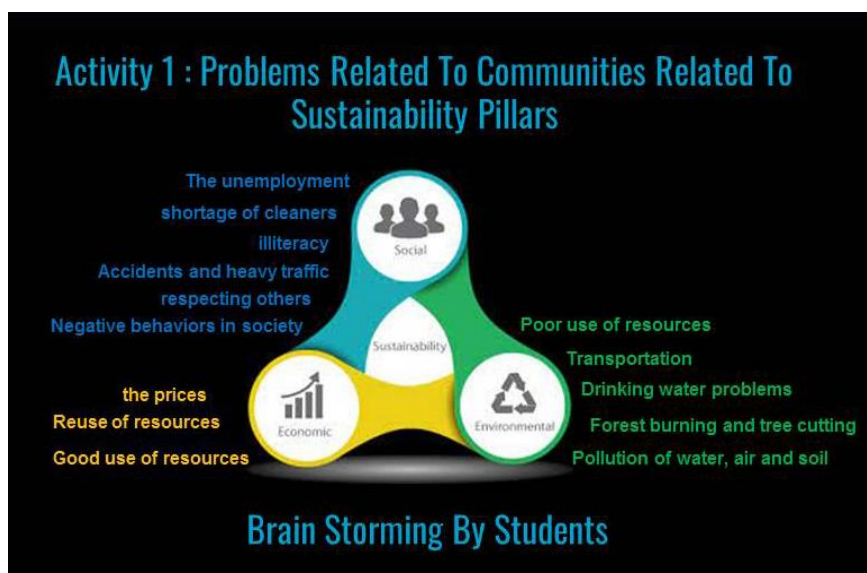 Activity 1 : Problems Related To Communities Related To
Sustainability Pillars
The unemployment
shortage of cleaners
illiteracy
Accidents and heavy traffic
respecting others
Negative behaviors in society
Social
Sustainability
the prices
Reuse of resources
Good use of resources
Economic
Poor use of resources
Transportation
Drinking water problems
Forest burning and tree cutting
Pollution of water, air and soil
Environmental
Brain Storming By Students